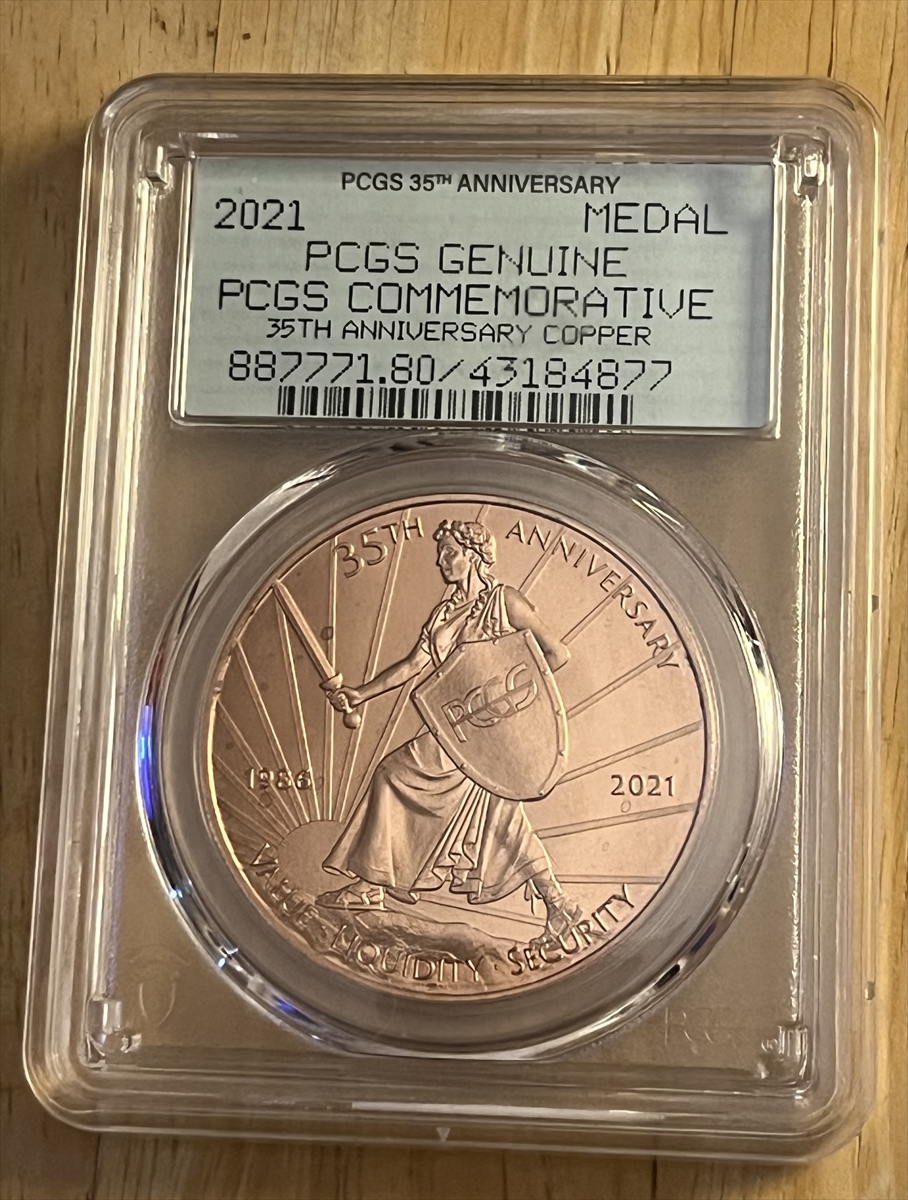 PCGS 35TH ANNIVERSARY
2021 MEDAL
PCGS GENUINE
PCGS COMMEMORATIVE
35TH ANNIVERSARY COPPER
887771.80/43184877
35TH ANNIVERSARY
PCGS
1986 2021
VALUE · LIQUIDITY · SECURITY